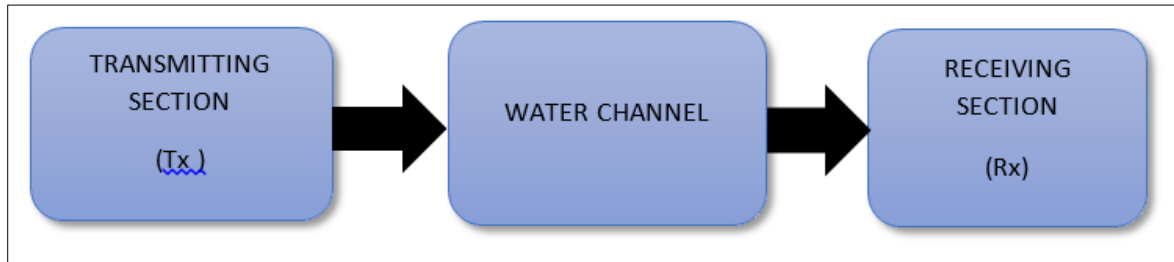 TRANSMITTING
SECTION
(Tx )
WATER CHANNEL
RECEIVING
SECTION
(Rx)